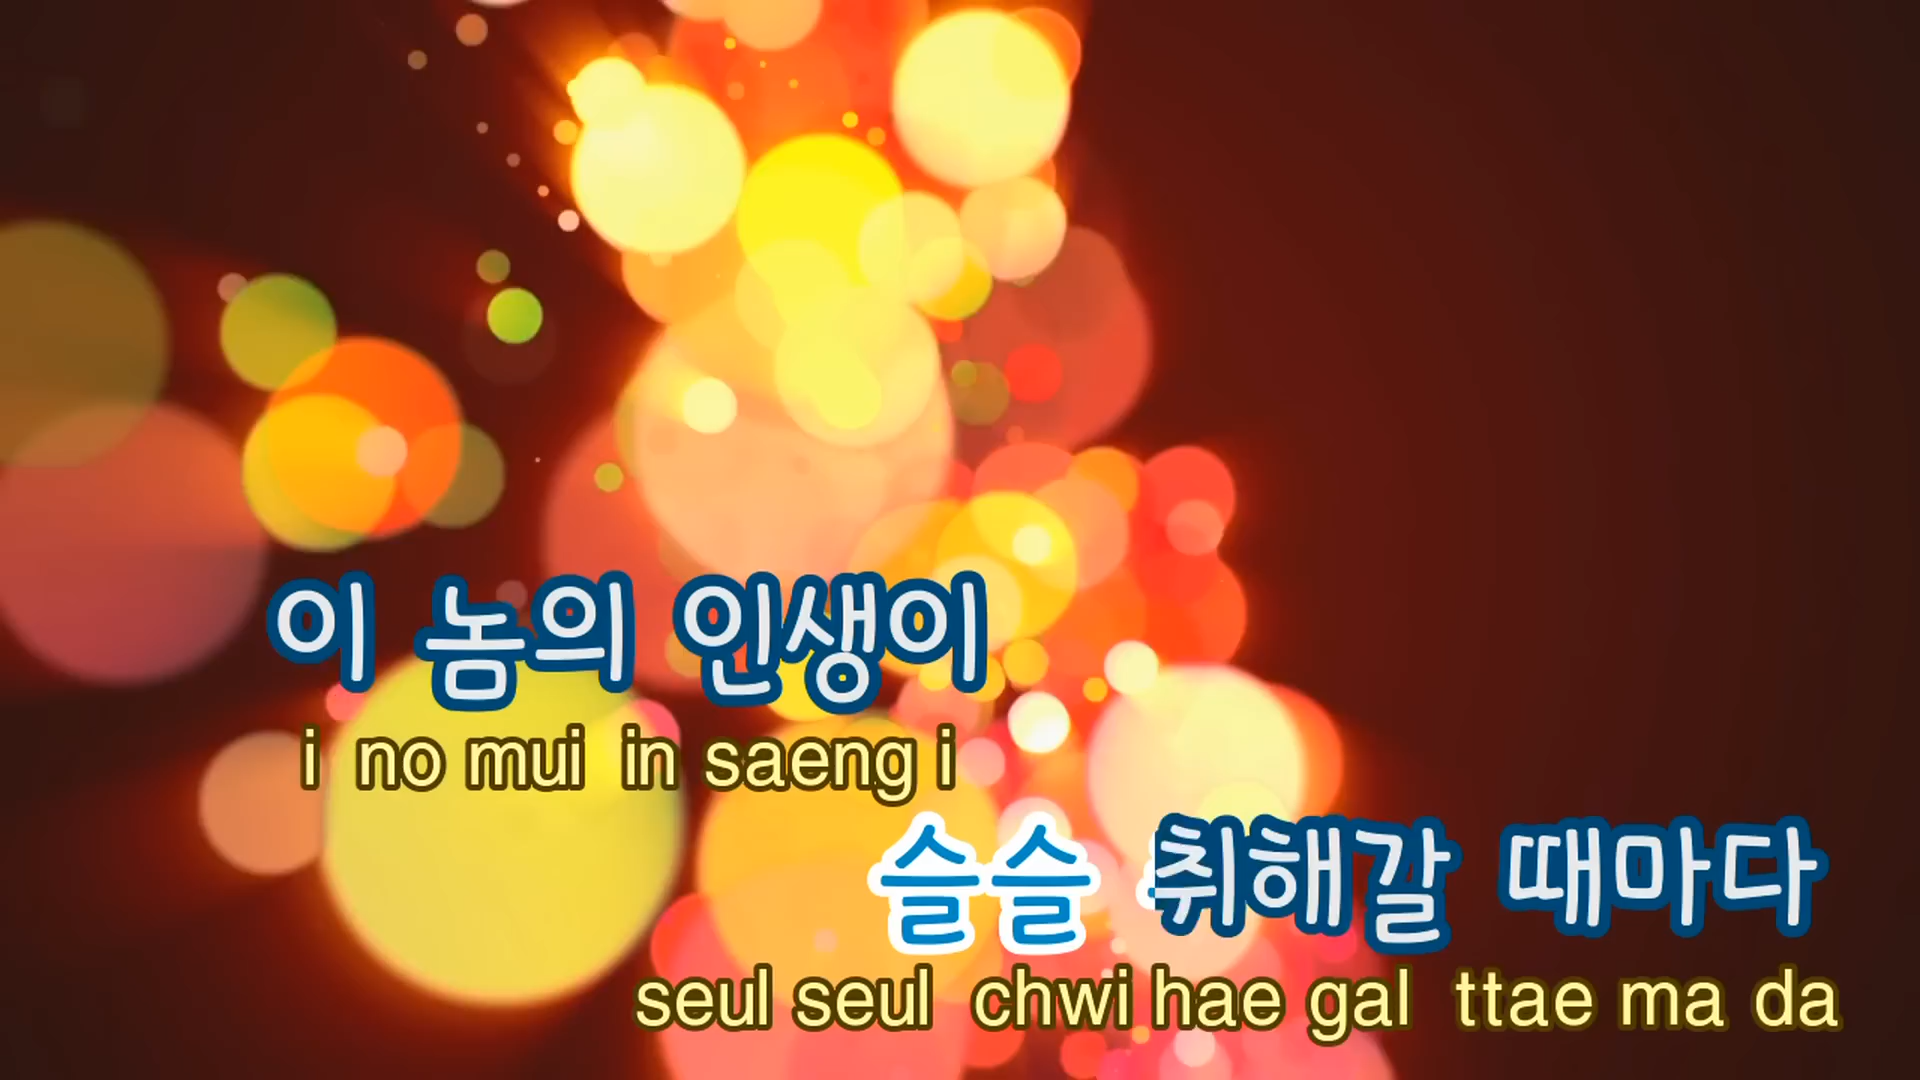 이 놈의 인생이
i no mui in saeng i
슬슬 취해갈 때마다
seul seul chwi hae gal ttae ma da